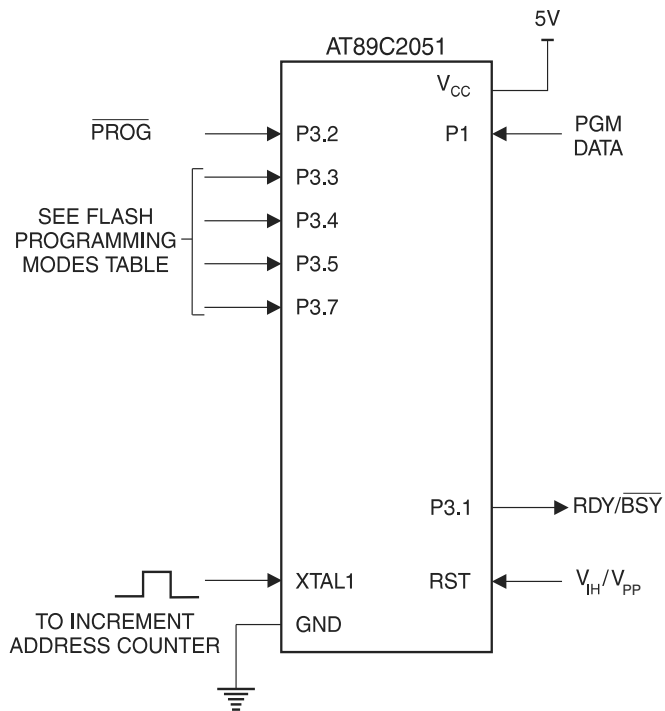 5V
AT89C2051
VCC
PROG
P3.2
P1
PGM
DATA
P3.3
SEE FLASH
PROGRAMMING
MODES TABLE
P3.4
P3.5
P3.7
P3.1
RDY/BSY
XTAL1
RST
VIH/VPP
TO INCREMENT
ADDRESS COUNTER
GND